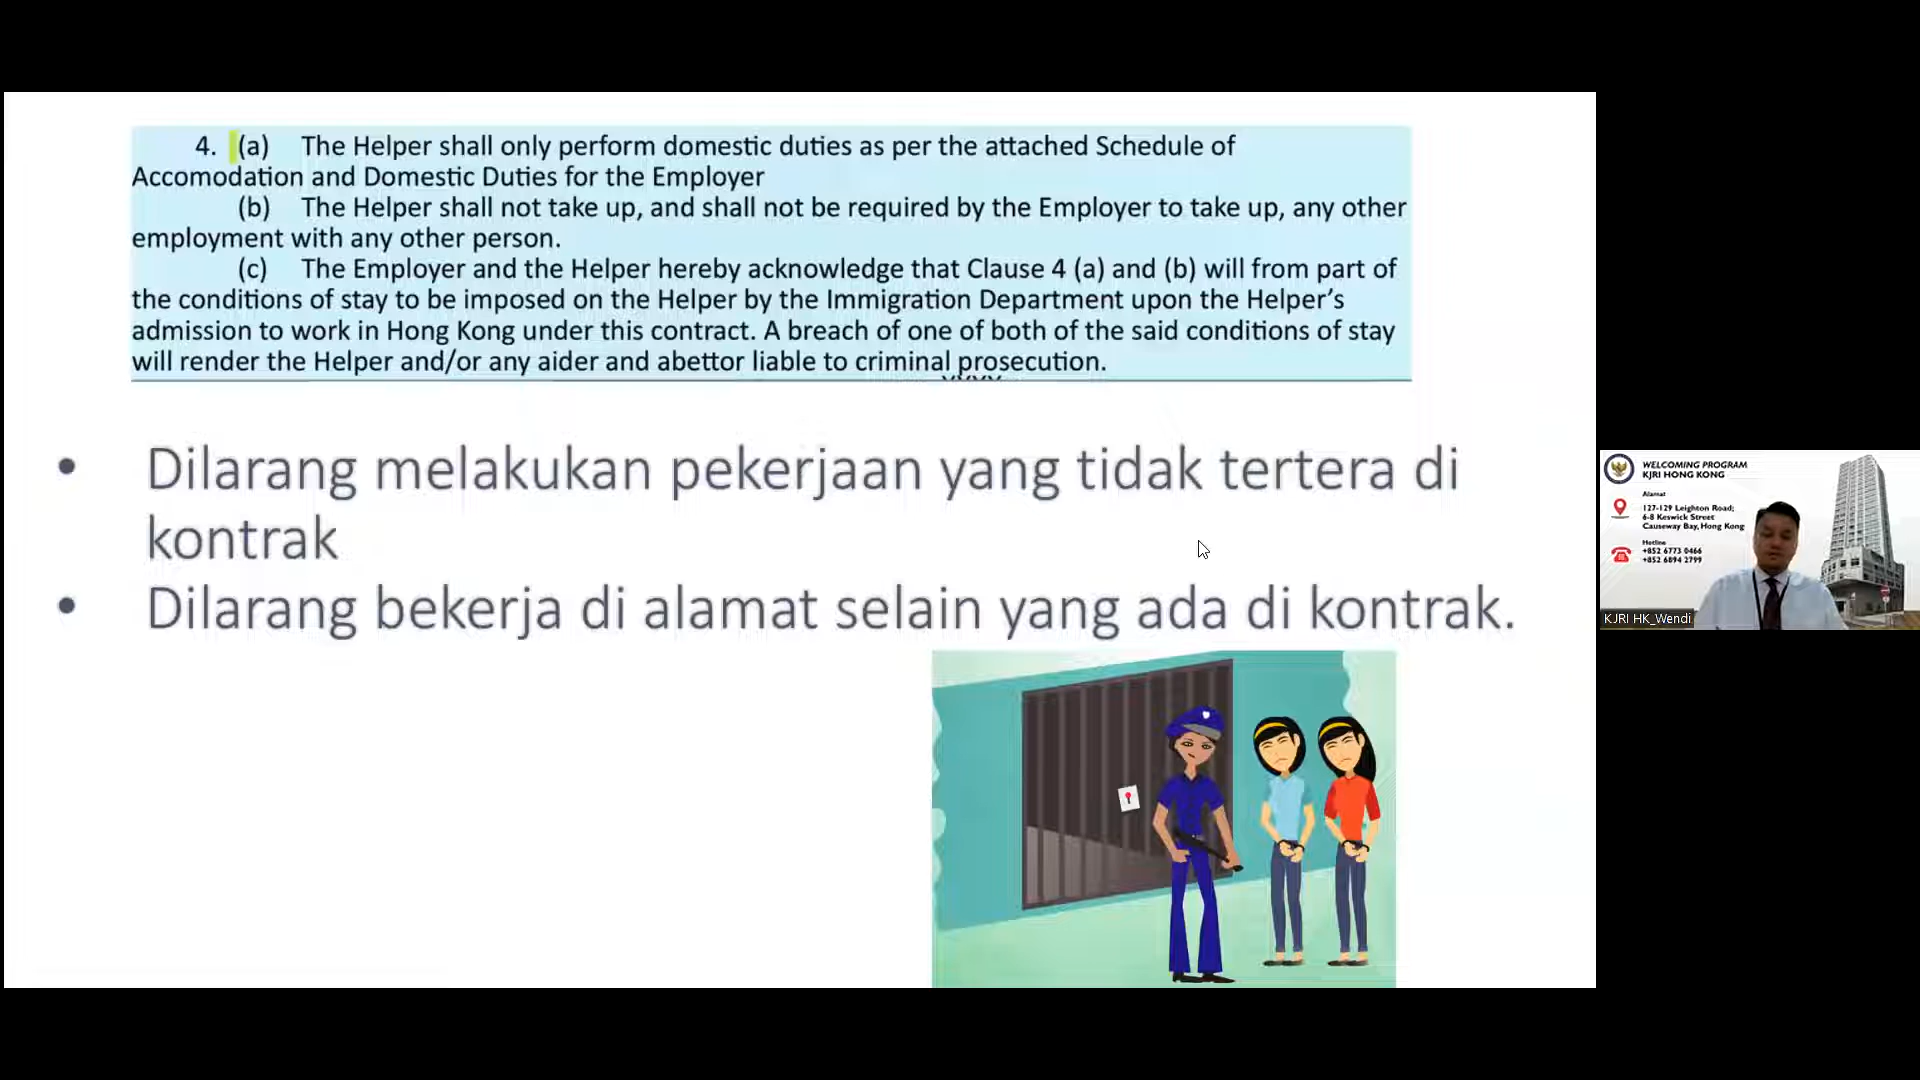 4. (a) The Helper shall only perform domestic duties as per the attached Schedule of
Accomodation and Domestic Duties for the Employer
(b) The Helper shall not take up, and shall not be required by the Employer to take up, any other
employment with any other person.
(c) The Employer and the Helper hereby acknowledge that Clause 4 (a) and (b) will from part of
the conditions of stay to be imposed on the Helper by the Immigration Department upon the Helper’s
admission to work in Hong Kong under this contract. A breach of one of both of the said conditions of stay
will render the Helper and/or any aider and abettor liable to criminal prosecution.
• Dilarang melakukan pekerjaan yang tidak tertera di
kontrak
• Dilarang bekerja di alamat selain yang ada di kontrak.
WELCOMING PROGRAM
KJRI HONG KONG
Alamat
127-129 Leighton Road;
6-8 Keswick Street
Causeway Bay, Hong Kong
Hotline
+852 6773 0466
+852 6894 2799
KJRI HK_Wendi